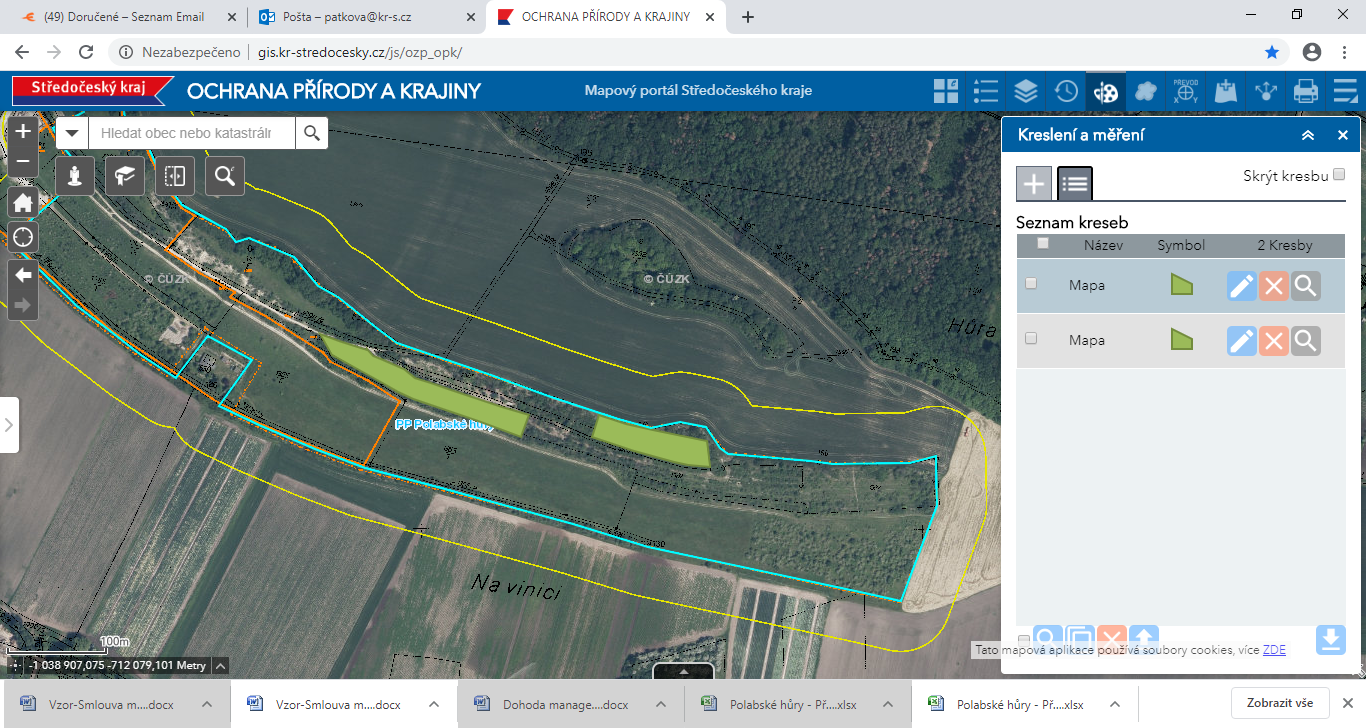 (49) Doručené – Seznam Email
Pošta – patkova@kr-s.cz
OCHRANA PŘÍRODY A KRAJINY
Nezabezpečeno
gis.kr-stredocesky.cz/js/ozp_opk/
Středočeský kraj
OCHRANA PŘÍRODY A KRAJINY
Mapový portál Středočeského kraje
PŘEVOD
Hledat obec nebo katastráln
Kreslení a měření
Skrýt kresbu
Seznam kreseb
Název Symbol 2 Kresby
Mapa
Mapa
© ČÚZK
© ČÚZK
Hůra
PP Polabské hůry
Na vinici
100m
-1 038 907,075 -712 079,101 Metry
Tato mapová aplikace používá soubory cookies, více ZDE
Vzor-Smlouva m....docx
Vzor-Smlouva m....docx
Dohoda manage....docx
Polabské hůry - Př....xlsx
Polabské hůry - Př....xlsx
Zobrazit vše